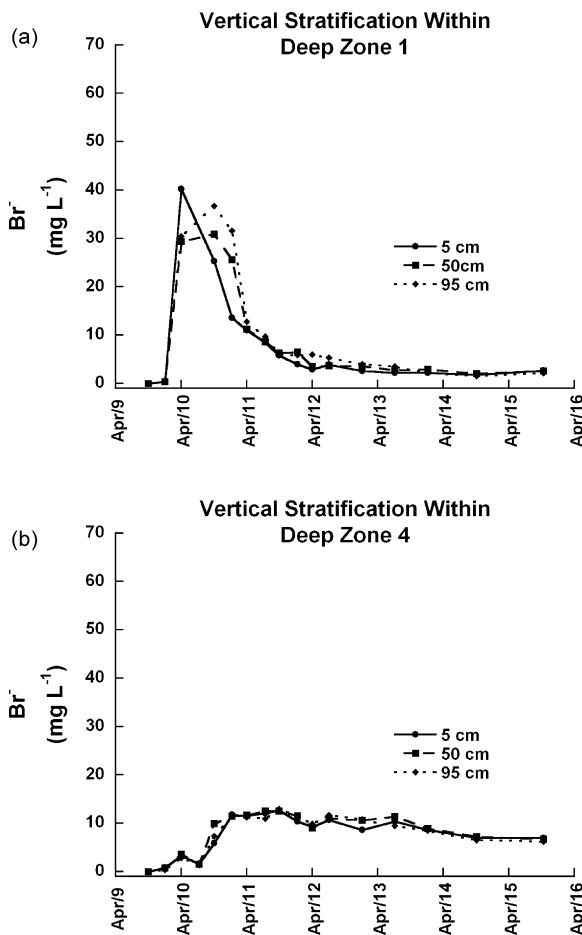 (a)
Vertical Stratification Within
Deep Zone 1
70
60
50
40
30
20
10
0
Br-
(mg L-1)
5 cm
50cm
95 cm
Apr/9
Apr/10
Apr/11
Apr/12
Apr/13
Apr/14
Apr/15
Apr/16
(b)
Vertical Stratification Within
Deep Zone 4
70
60
50
40
30
20
10
0
Br-
(mg L-1)
5 cm
50 cm
95 cm
Apr/9
Apr/10
Apr/11
Apr/12
Apr/13
Apr/14
Apr/15
Apr/16